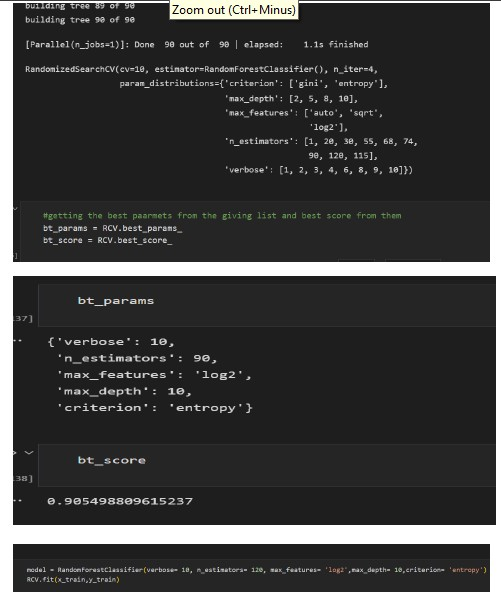 building tree 89 of 90
Zoom out (Ctrl+Minus)
building tree 90 of 90
[Parallel(n_jobs=1)]: Done  90 out of  90 | elapsed:    1.1s finished
RandomizedSearchCV(cv=10, estimator=RandomForestClassifier(), n_iter=4,
param_distributions={'criterion': ['gini', 'entropy'],
'max_depth': [2, 5, 8, 10],
'max_features': ['auto', 'sqrt',
'log2'],
'n_estimators': [1, 20, 30, 55, 68, 74,
90, 120, 115],
'verbose': [1, 2, 3, 4, 6, 8, 9, 10]})
#getting the best paarmets from the giving list and best score from them
bt_params = RCV.best_params_
bt_score = RCV.best_score_
bt_params
37]
{'verbose': 10,
'n_estimators': 90,
'max_features': 'log2',
'max_depth': 10,
'criterion': 'entropy'}
bt_score
38]
0.905498809615237
model = RandomForestClassifier(verbose= 10, n_estimators= 120, max_features= 'log2',max_depth= 10,criterion= 'entropy')
RCV.fit(x_train,y_train)